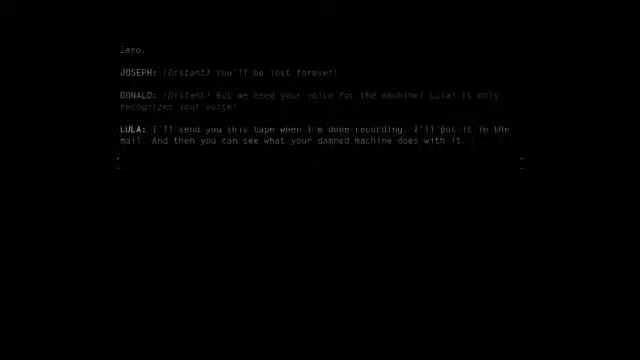 Zero.
JOSEPH: (Distant) You'll be lost forever!
DONALD: (Distant) But we need your voice for the machine! Lula! It only
recognizes your voice!
LULA: I'll send you this tape when I'm done recording. I'll put it in the
mail. And then you can see what your damned machine does with it.